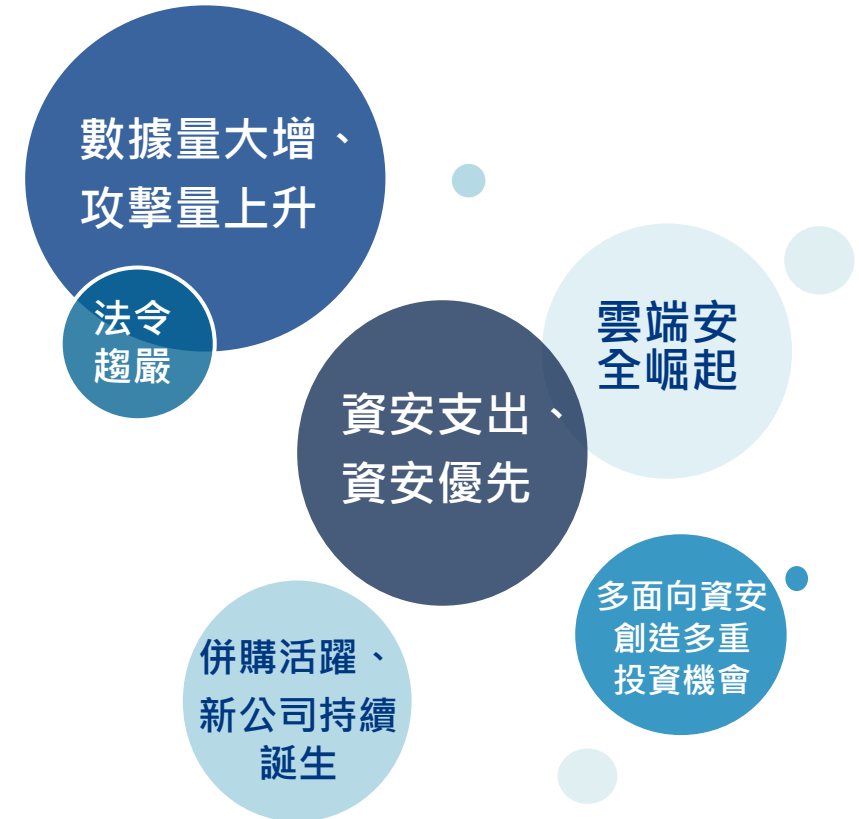 數據量大增、
攻擊量上升
法令
趨嚴
雲端安
全崛起
資安支出、
資安優先
多面向資安
創造多重
投資機會
併購活躍、
新公司持續
誕生